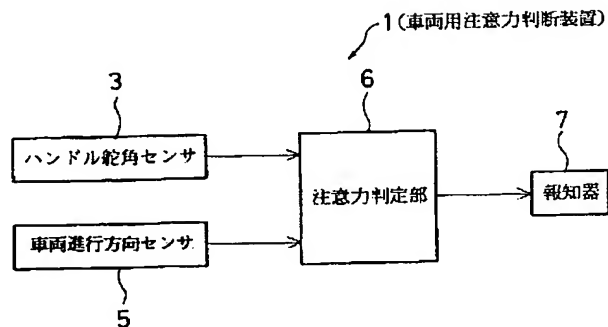 1(車両用注意力判断装置)
3
6
ハンドル舵角センサ
注意力判定部
7
報知器
車両進行方向センサ
5